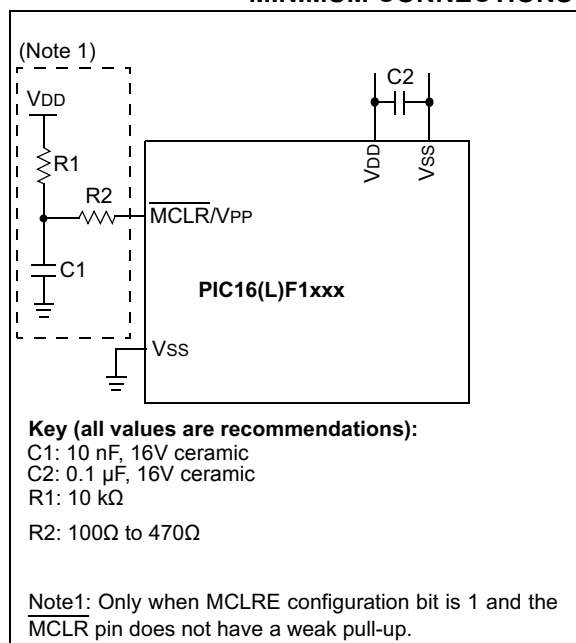 (Note 1)
VDD
C2
R1
VDD
VSS
R2
MCLR/VPP
C1
PIC16(L)F1xxx
VSS
Key (all values are recommendations):
C1: 10 nF, 16V ceramic
C2: 0.1 µF, 16V ceramic
R1: 10 kΩ
R2: 100Ω to 470Ω
Note1: Only when MCLRE configuration bit is 1 and the
MCLR pin does not have a weak pull-up.